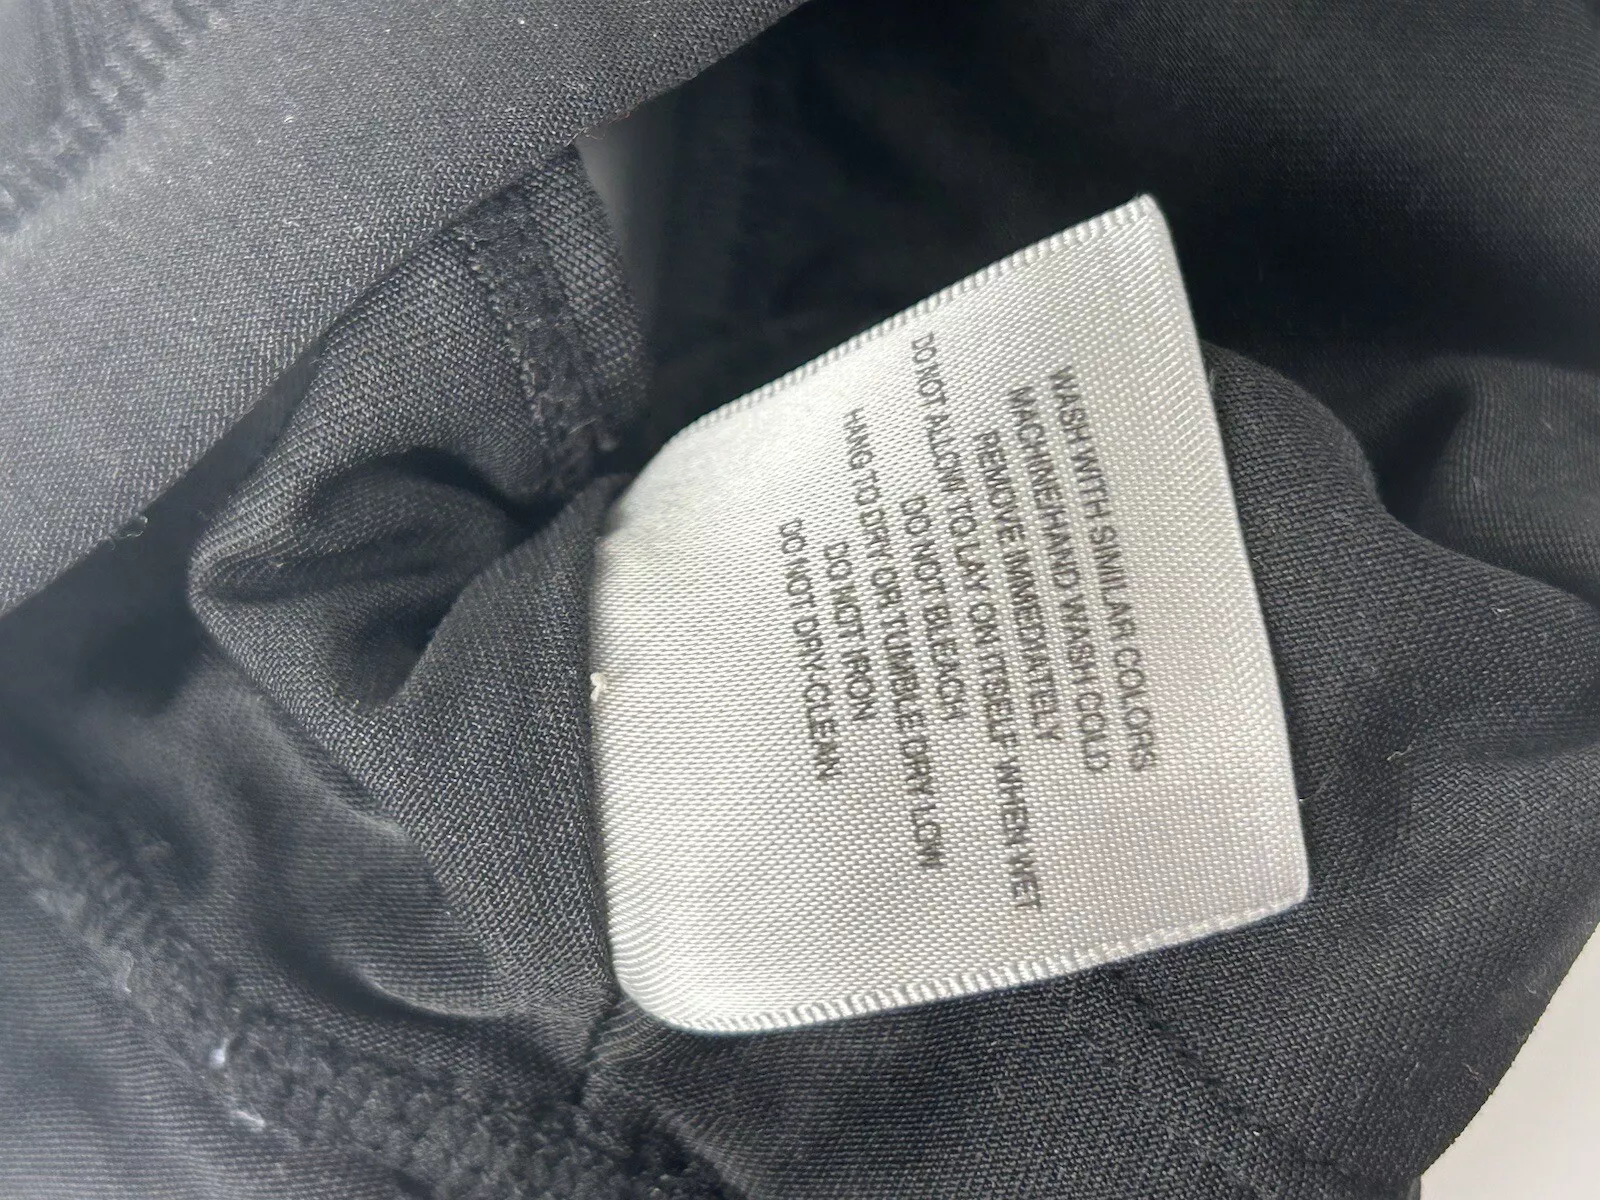 WASH WITH SIMILAR COLORS
MACHINE/HAND WASH COLD
REMOVE IMMEDIATELY
DO NOT ALLOW TO LAY ON ITSELF WHEN WET
DO NOT BLEACH
HANG TO DRY OR TUMBLE DRY LOW
DO NOT IRON
DO NOT DRY-CLEAN